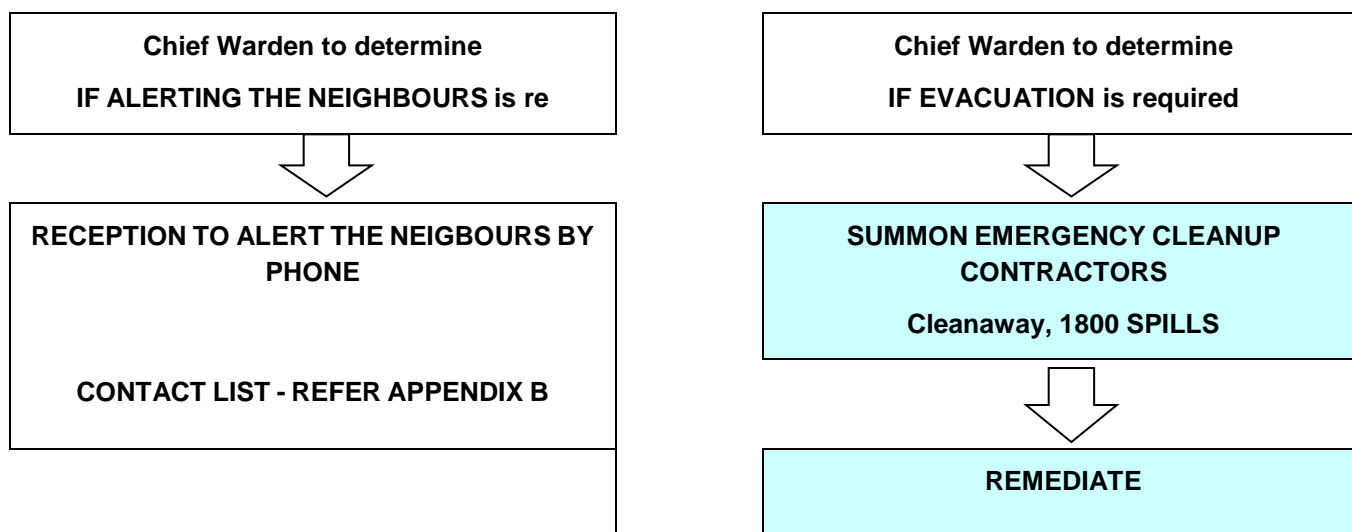 Chief Warden to determine
IF ALERTING THE NEIGHBOURS is re
RECEPTION TO ALERT THE NEIGBOURS BY
PHONE
CONTACT LIST - REFER APPENDIX B
Chief Warden to determine
IF EVACUATION is required
SUMMON EMERGENCY CLEANUP
CONTRACTORS
Cleanaway, 1800 SPILLS
REMEDIATE